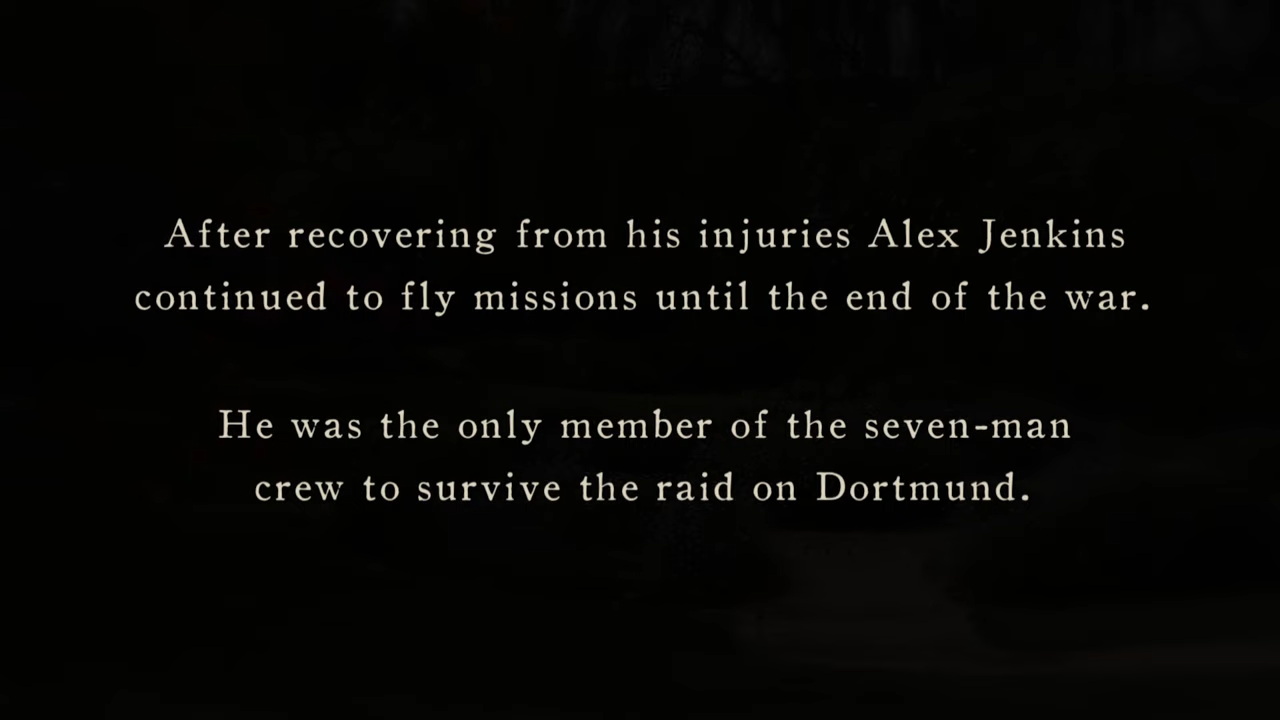 After recovering from his injuries Alex Jenkins
continued to fly missions until the end of the war.
He was the only member of the seven-man
crew to survive the raid on Dortmund.